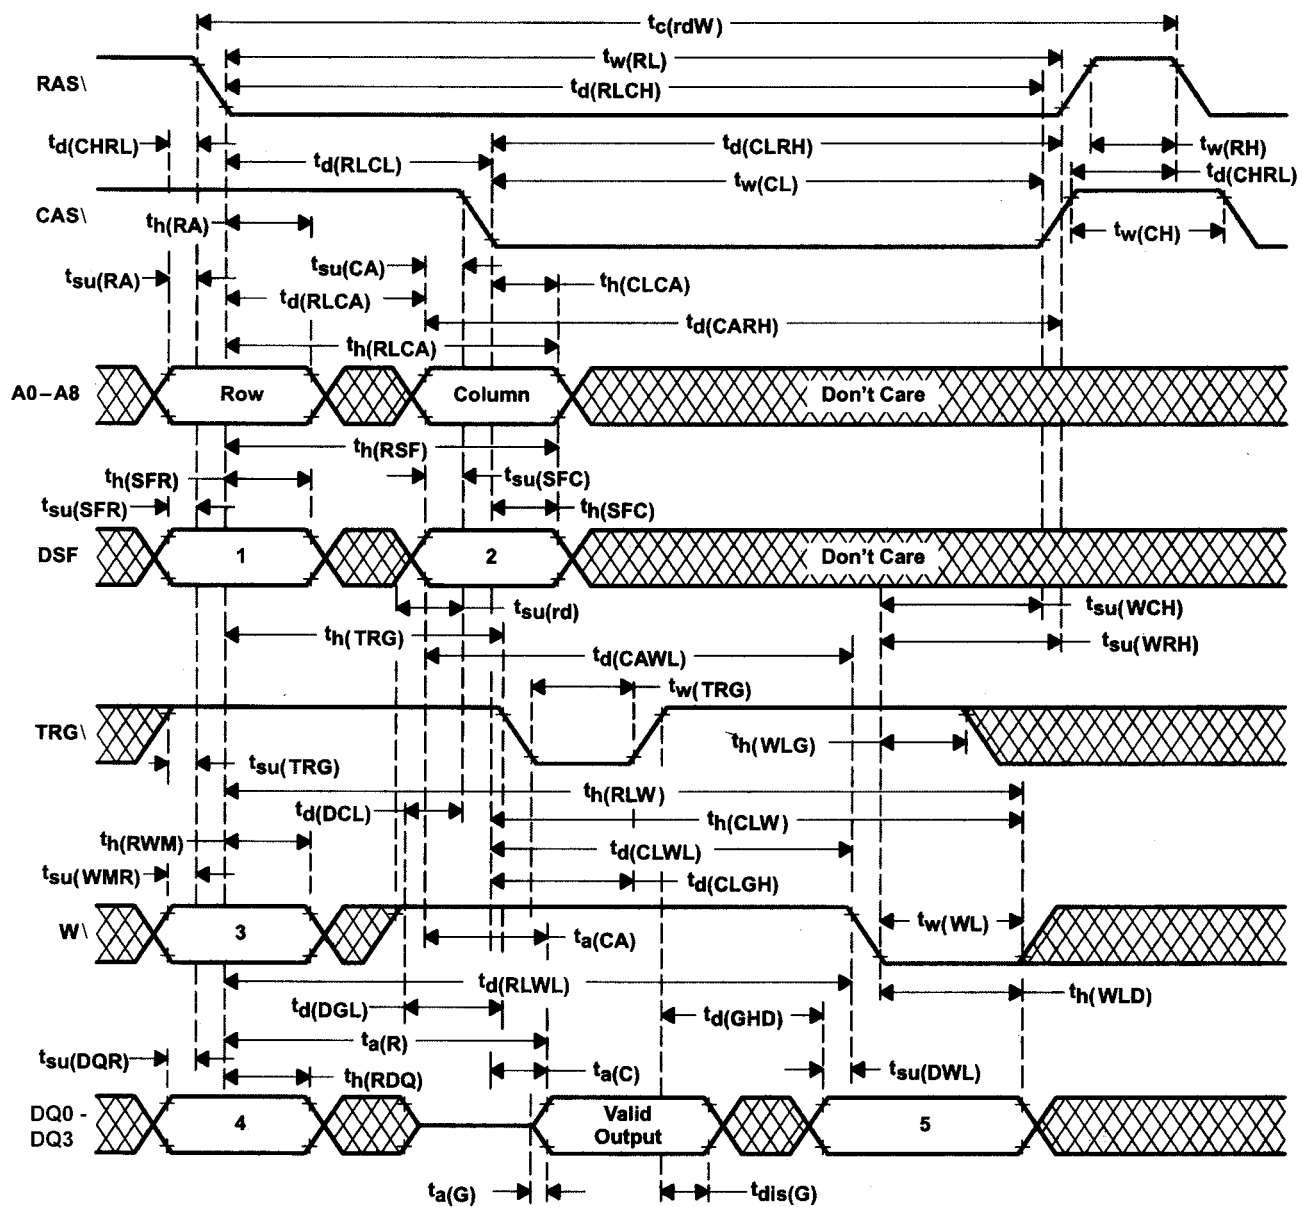 tc(rdW)
tw(RL)
RAS\
td(RLCH)
td(CHRL)
td(RLCL)
td(CLRH)
tw(RH)
td(CHRL)
tw(CL)
CAS\
th(RA)
tw(CH)
tsu(RA)
tsu(CA)
th(CLCA)
td(RLCA)
td(CARH)
th(RLCA)
A0–A8
Row
Column
Don't Care
th(RSF)
th(SFR)
tsu(SFC)
tsu(SFR)
th(SFC)
DSF
1
2
Don't Care
tsu(rd)
tsu(WCH)
th(TRG)
tsu(WRH)
td(CAWL)
tw(TRG)
TRG\
th(WLG)
tsu(TRG)
th(RLW)
td(DCL)
th(CLW)
th(RWM)
td(CLWL)
tsu(WMR)
td(CLGH)
W\
3
tw(WL)
ta(CA)
td(RLWL)
th(WLD)
td(DGL)
td(GHD)
ta(R)
tsu(DQR)
th(RDQ)
ta(C)
tsu(DWL)
DQ0 -
DQ3
4
Valid
Output
5
ta(G)
tdis(G)